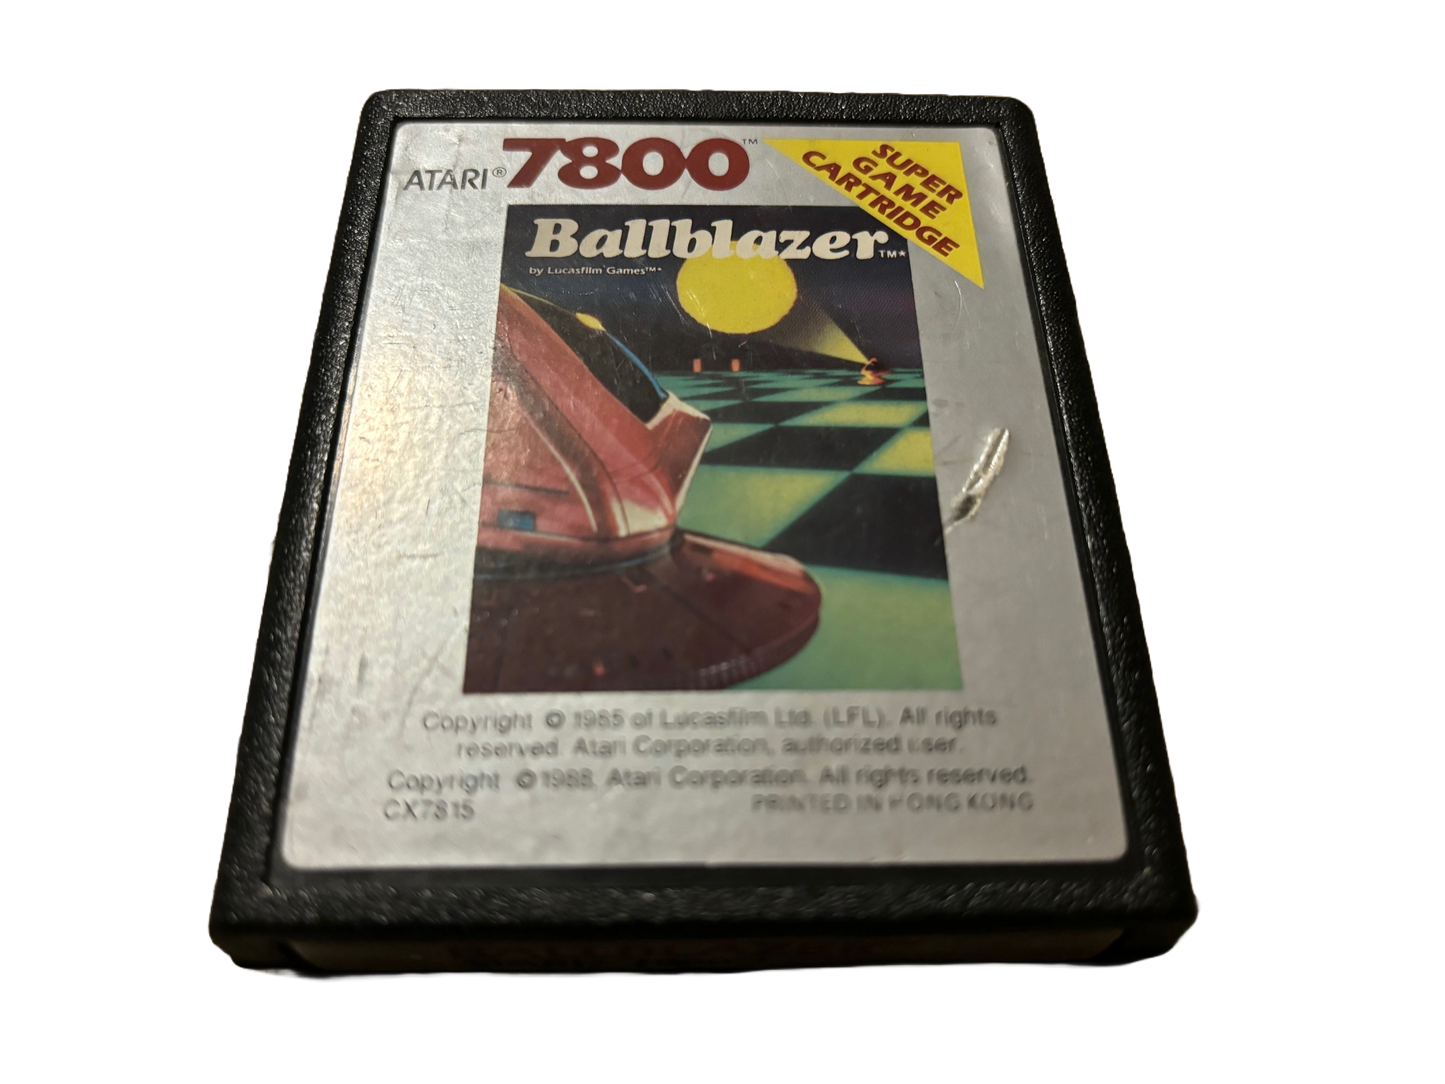 ATARI® 7800™
SUPER
GAME
CARTRIDGE
Ballblazer™*
by Lucasfilm Games™*
Copyright © 1985 of Lucasfilm Ltd. (LFL). All rights
reserved. Atari Corporation, authorized user.
Copyright © 1988, Atari Corporation. All rights reserved.
CX7815 PRINTED IN HONG KONG
BALLBLAZER